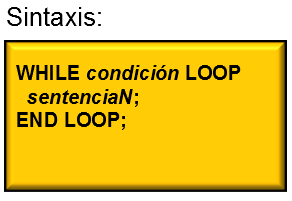 Sintaxis:
WHILE condición LOOP
sentenciaN;
END LOOP;